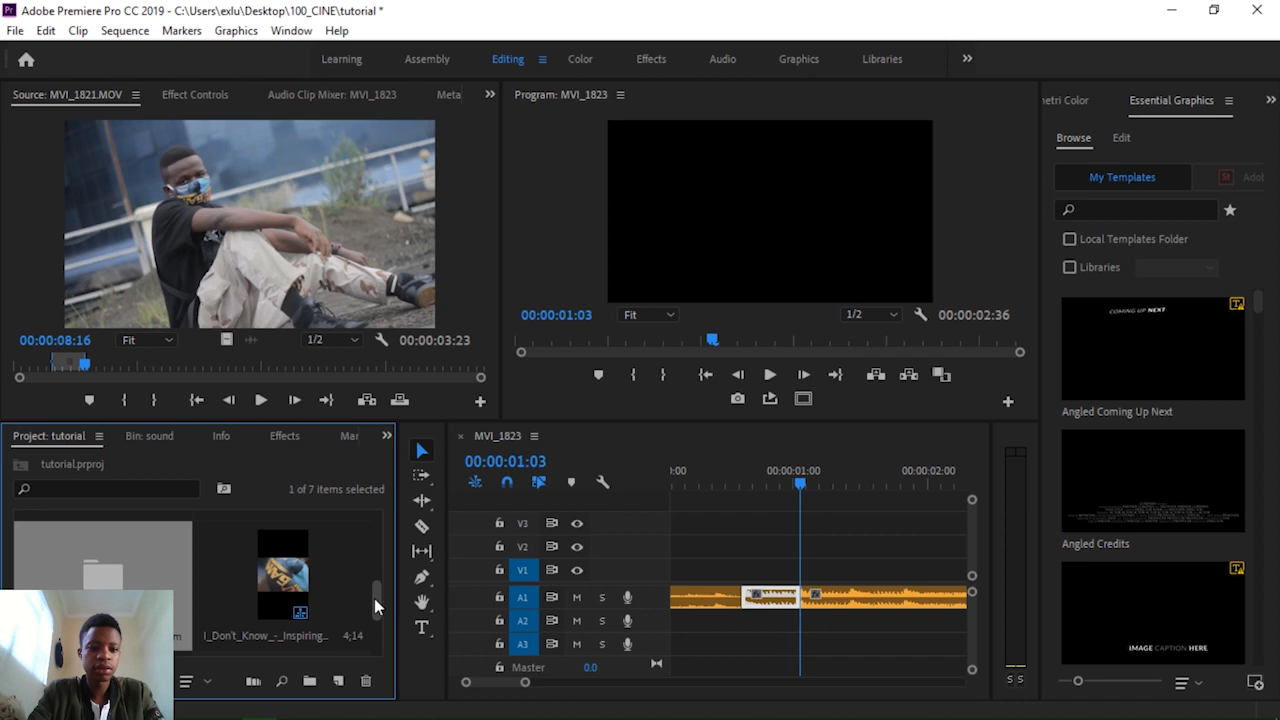 Pr Adobe Premiere Pro CC 2019 - C:\Users\exlu\Desktop\100_CINE\tutorial *
File Edit Clip Sequence Markers Graphics Window Help
Learning Assembly Editing Color Effects Audio Graphics Libraries
Source: MVI_1821.MOV Effect Controls Audio Clip Mixer: MVI_1823 Meta
Program: MVI_1823
etri Color Essential Graphics
Browse Edit
My Templates St Adob
Local Templates Folder
Libraries
COMING UP NEXT
Angled Coming Up Next
Angled Credits
IMAGE CAPTION HERE
00:00:08:16 Fit 1/2 00:00:03:23
00:00:01:03 Fit 1/2 00:00:02:36
Project: tutorial Bin: sound Info Effects Mar
tutorial.prproj
1 of 7 items selected
I_Don't_Know_-_Inspiring... 4;14
MVI_1823
00:00:01:03
:00 00:00:01:00 00:00:02:00
V3
V2
V1
A1 M S
A2 M S
A3 M S
Master 0.0
S S